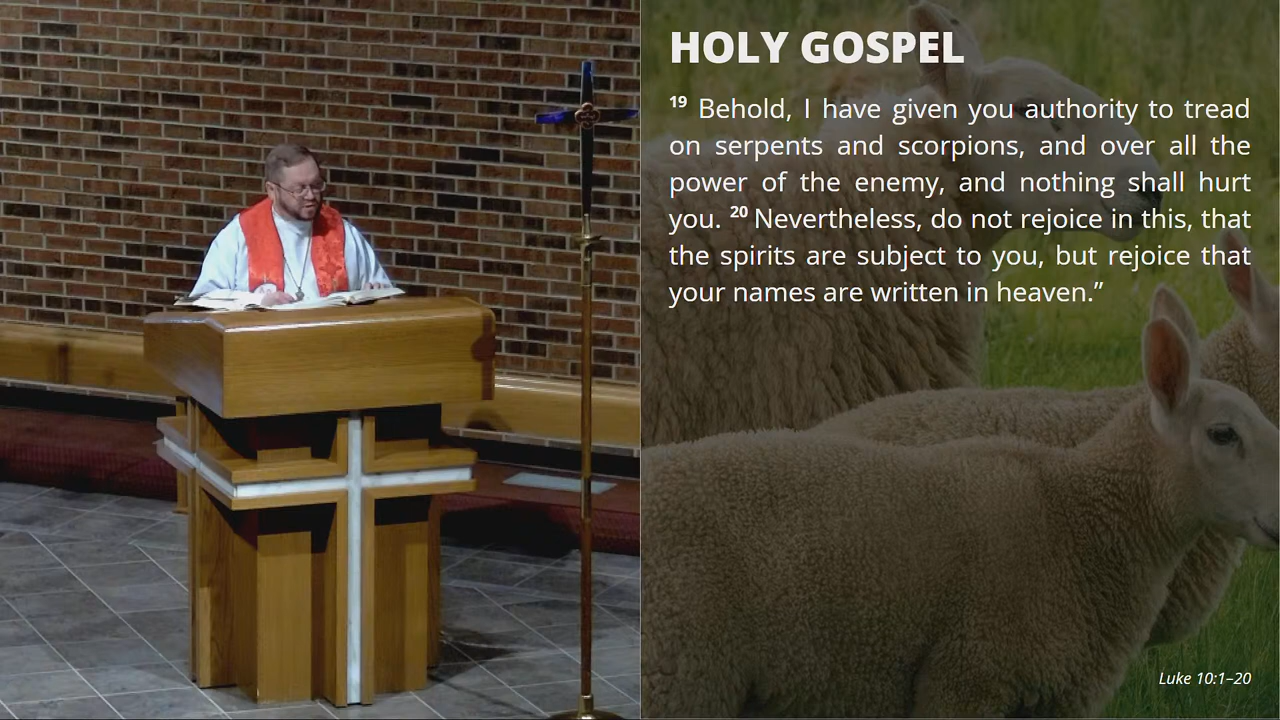 HOLY GOSPEL
19 Behold, I have given you authority to tread
on serpents and scorpions, and over all the
power of the enemy, and nothing shall hurt
you. 20 Nevertheless, do not rejoice in this, that
the spirits are subject to you, but rejoice that
your names are written in heaven.”
Luke 10:1–20